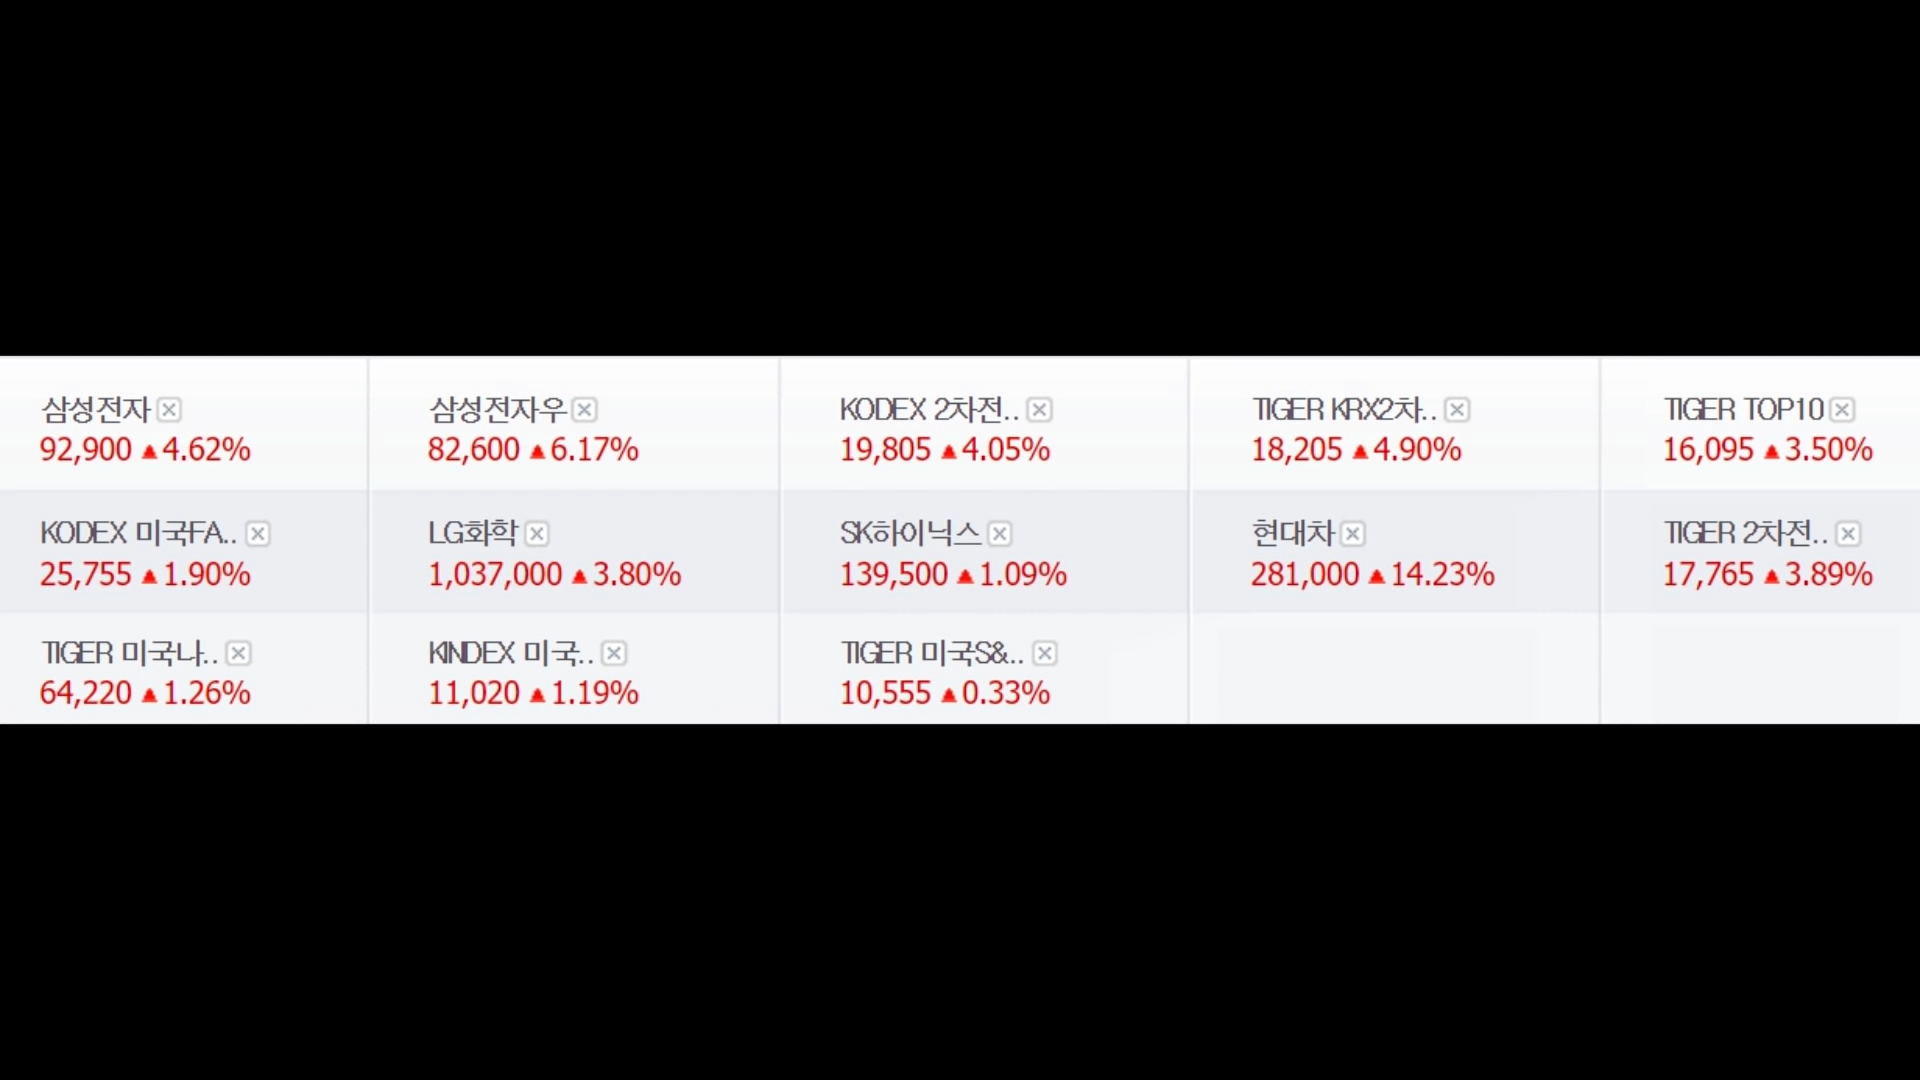 삼성전자
92,900 ▲4.62%
삼성전자우
82,600 ▲6.17%
KODEX 2차전..
19,805 ▲4.05%
TIGER KRX2차..
18,205 ▲4.90%
TIGER TOP10
16,095 ▲3.50%
KODEX 미국FA..
25,755 ▲1.90%
LG화학
1,037,000 ▲3.80%
SK하이닉스
139,500 ▲1.09%
현대차
281,000 ▲14.23%
TIGER 2차전..
17,765 ▲3.89%
TIGER 미국나..
64,220 ▲1.26%
KINDEX 미국..
11,020 ▲1.19%
TIGER 미국S&..
10,555 ▲0.33%